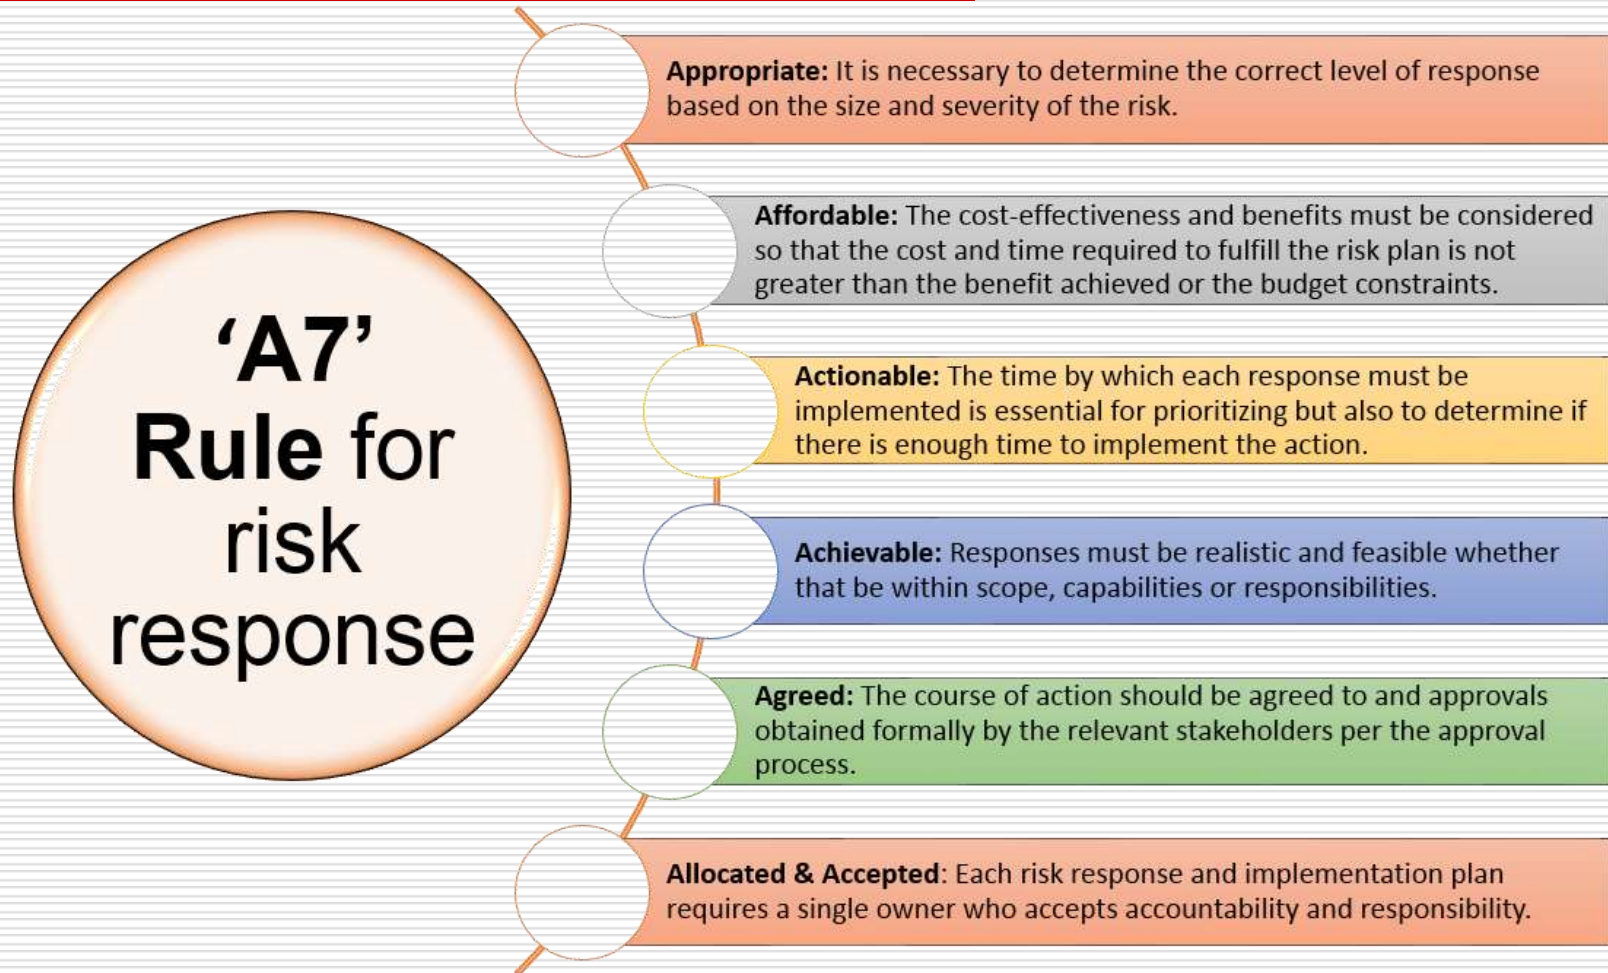 ‘A7’
Rule for
risk
response
Appropriate: It is necessary to determine the correct level of response
based on the size and severity of the risk.
Affordable: The cost-effectiveness and benefits must be considered
so that the cost and time required to fulfill the risk plan is not
greater than the benefit achieved or the budget constraints.
Actionable: The time by which each response must be
implemented is essential for prioritizing but also to determine if
there is enough time to implement the action.
Achievable: Responses must be realistic and feasible whether
that be within scope, capabilities or responsibilities.
Agreed: The course of action should be agreed to and approvals
obtained formally by the relevant stakeholders per the approval
process.
Allocated & Accepted: Each risk response and implementation plan
requires a single owner who accepts accountability and responsibility.